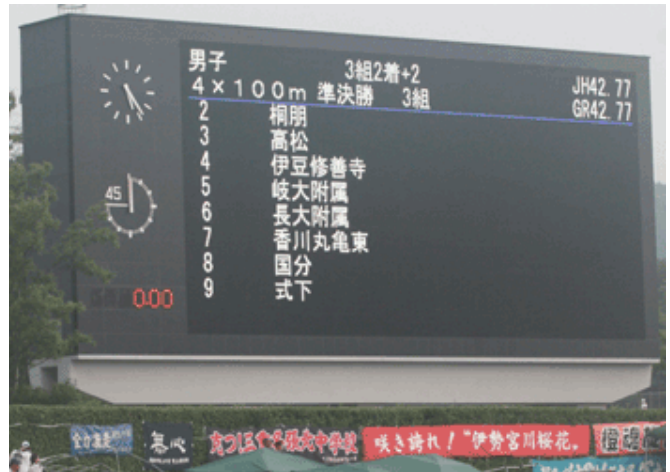 男子 3組2着+2 JH42.77
4×100m 準決勝 3組 GR42.77
2 桐朋
3 高松
4 伊豆修善寺
5 岐大附属
6 長大附属
7 香川丸亀東
8 国分
9 式下
45
0.00
咲き誇れ！“伊勢宮川桜花。